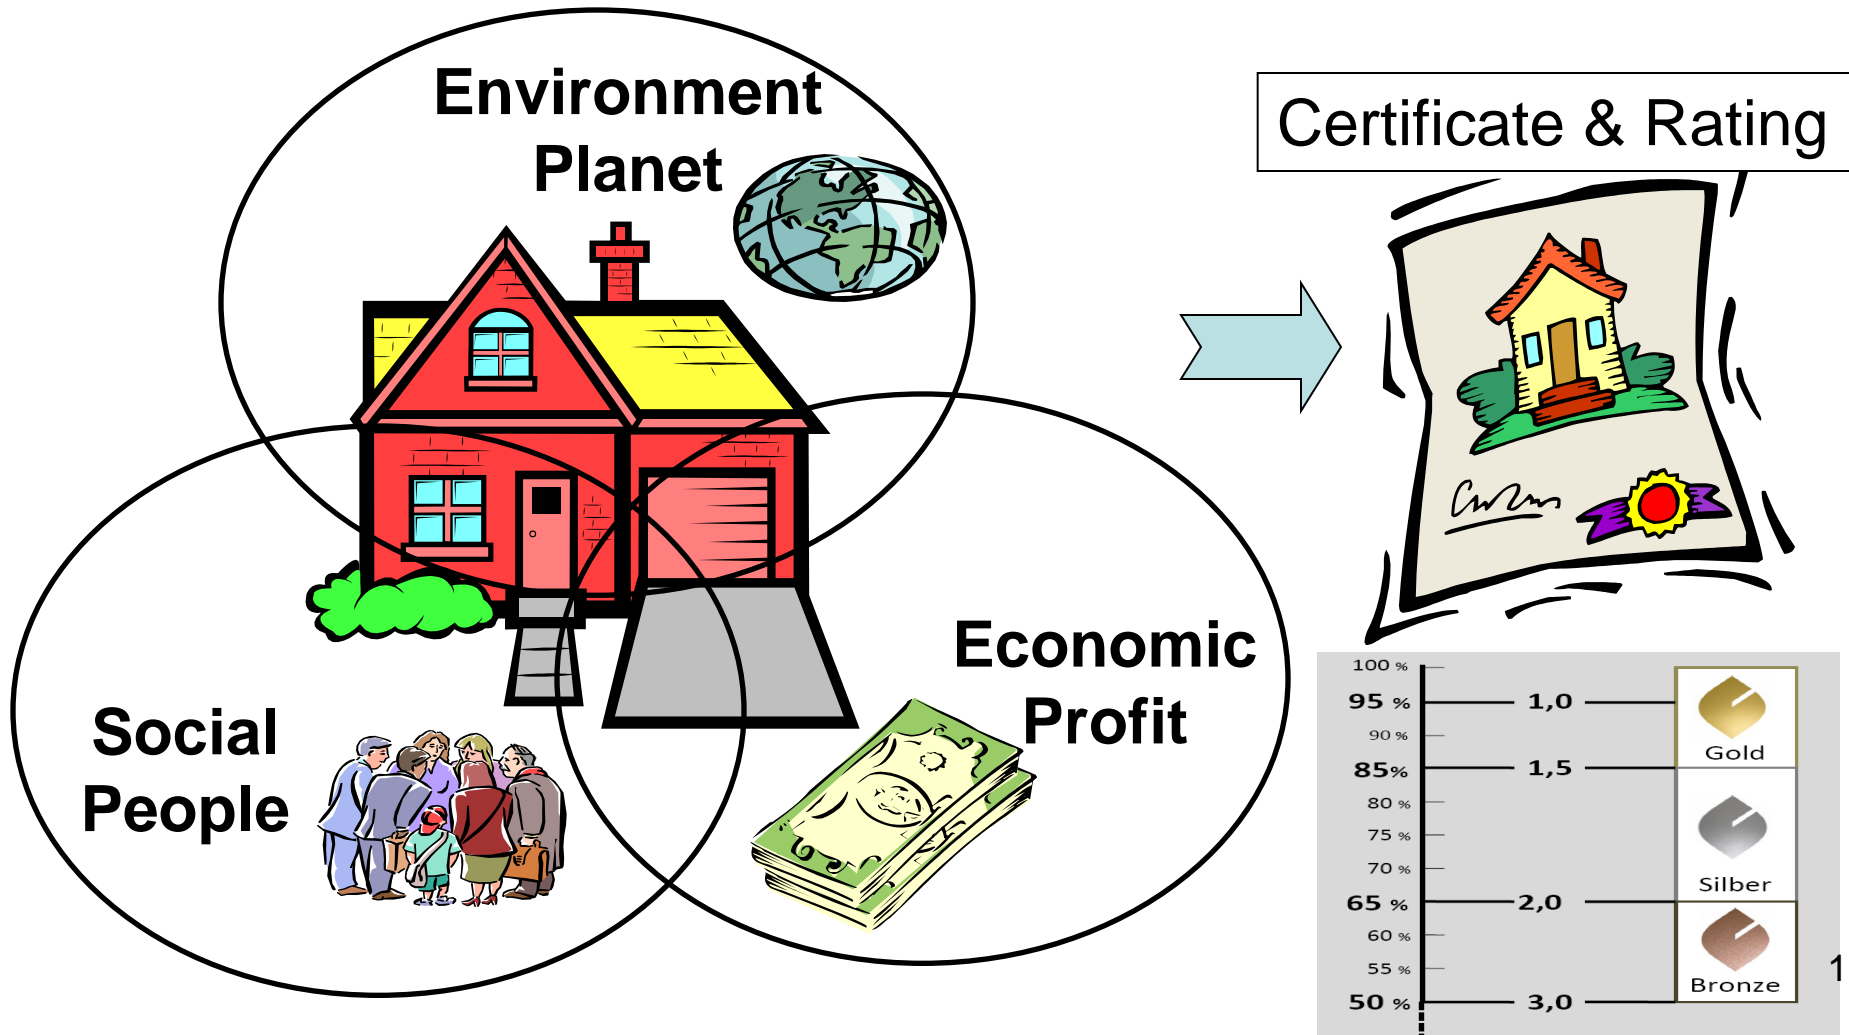 Environment
Planet
Certificate & Rating
Economic
Profit
Social
People
100 %
95 % 1,0
90 %
Gold
85% 1,5
80 %
75 %
70 %
Silber
65 % 2,0
60 %
55 %
Bronze
50 % 3,0
1